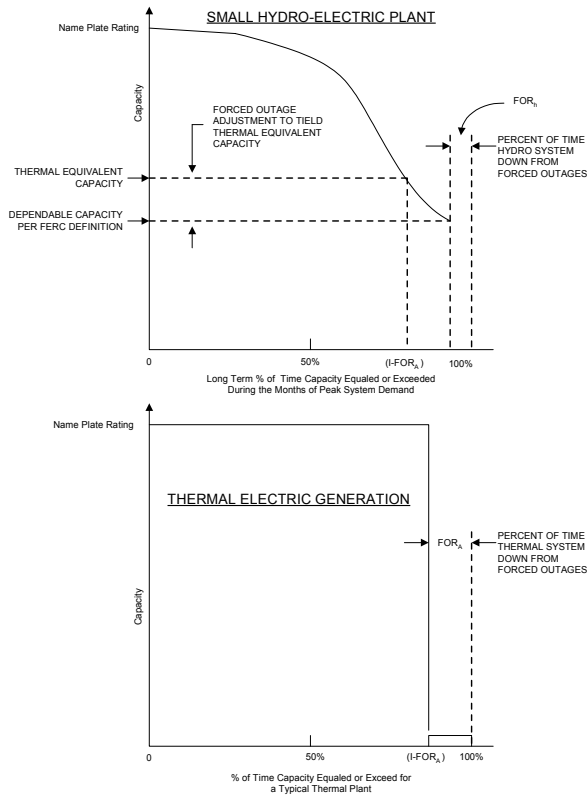 SMALL HYDRO-ELECTRIC PLANT
Name Plate Rating
Capacity
FORCED OUTAGE
ADJUSTMENT TO TIELD
THERMAL EQUIVALENT
CAPACITY
FORh
PERCENT OF TIME
HYDRO SYSTEM
DOWN FROM
FORCED OUTAGES
THERMAL EQUIVALENT
CAPACITY
DEPENDABLE CAPACITY
PER FERC DEFINITION
0
50%
(I-FORA)
100%
Long Term % of Time Capacity Equaled or Exceeded
During the Months of Peak System Demand
Name Plate Rating
THERMAL ELECTRIC GENERATION
Capacity
FORA
PERCENT OF TIME
THERMAL SYSTEM
DOWN FROM
FORCED OUTAGES
0
50%
(I-FORA)
100%
% of Time Capacity Equaled or Exceed for
a Typical Thermal Plant